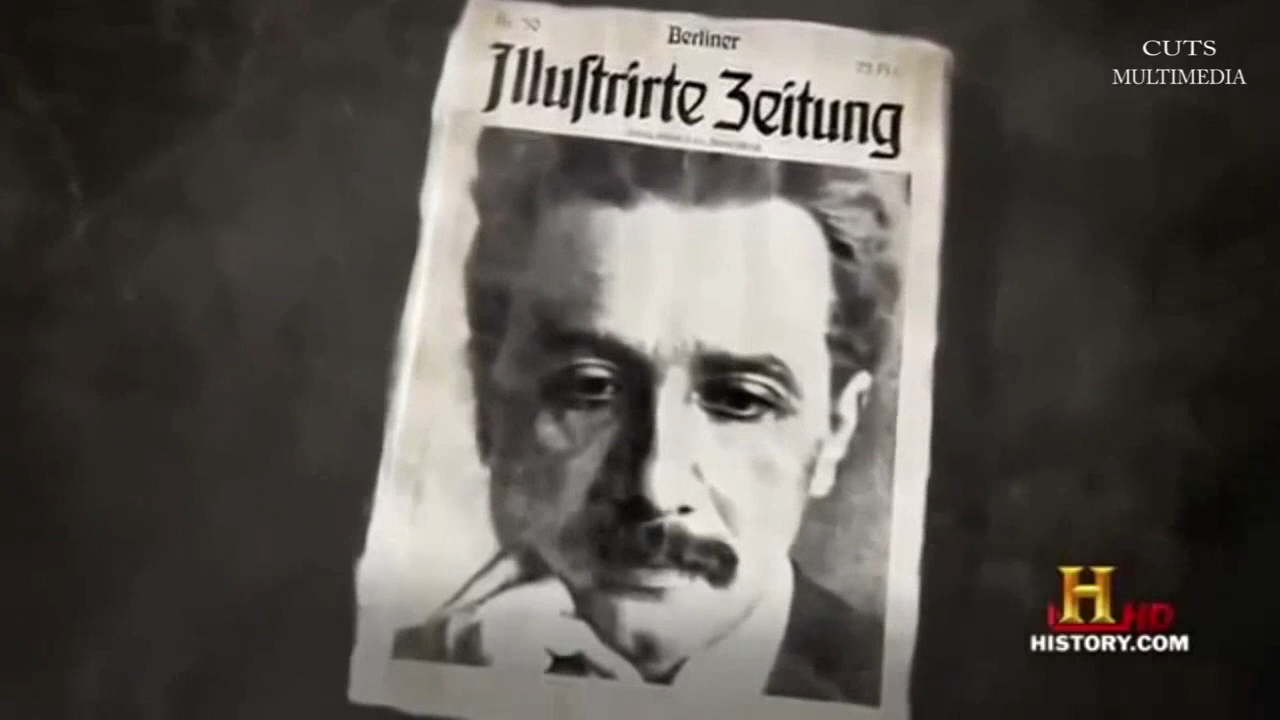 Berliner
Illuſtrirte Zeitung
CUTS
MULTIMEDIA
H HD
HISTORY.COM